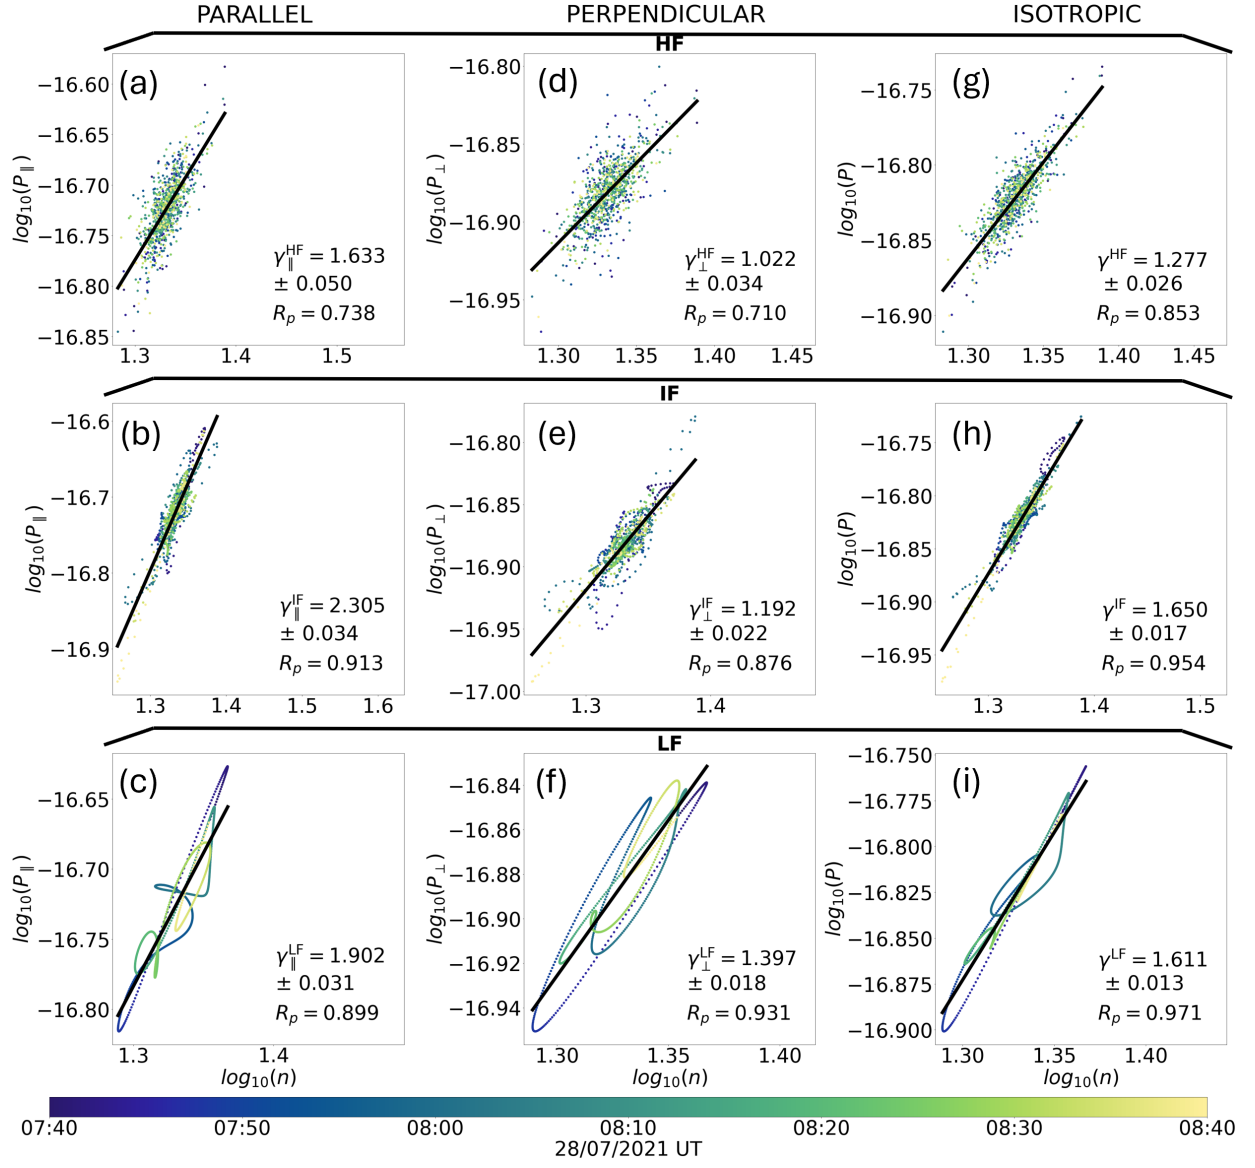 PARALLEL PERPENDICULAR ISOTROPIC
HF
(a)
log₁₀(P∥)
−16.60
−16.65
−16.70
−16.75
−16.80
−16.85
γ∥ᴴꟳ = 1.633
± 0.050
Rₚ = 0.738
1.3 1.4 1.5
(d)
log₁₀(P⊥)
−16.80
−16.85
−16.90
−16.95
γ⊥ᴴꟳ = 1.022
± 0.034
Rₚ = 0.710
1.30 1.35 1.40 1.45
(g)
log₁₀(P)
−16.75
−16.80
−16.85
−16.90
γᴴꟳ = 1.277
± 0.026
Rₚ = 0.853
1.30 1.35 1.40 1.45
IF
(b)
log₁₀(P∥)
−16.6
−16.7
−16.8
−16.9
γ∥ᴵꟳ = 2.305
± 0.034
Rₚ = 0.913
1.3 1.4 1.5 1.6
(e)
log₁₀(P⊥)
−16.80
−16.85
−16.90
−16.95
−17.00
γ⊥ᴵꟳ = 1.192
± 0.022
Rₚ = 0.876
1.3 1.4
(h)
log₁₀(P)
−16.75
−16.80
−16.85
−16.90
−16.95
γᴵꟳ = 1.650
± 0.017
Rₚ = 0.954
1.3 1.4 1.5
LF
(c)
log₁₀(P∥)
−16.65
−16.70
−16.75
−16.80
γ∥ᴸꟳ = 1.902
± 0.031
Rₚ = 0.899
1.3 1.4
log₁₀(n)
(f)
log₁₀(P⊥)
−16.84
−16.86
−16.88
−16.90
−16.92
−16.94
γ⊥ᴸꟳ = 1.397
± 0.018
Rₚ = 0.931
1.30 1.35 1.40
log₁₀(n)
(i)
log₁₀(P)
−16.750
−16.775
−16.800
−16.825
−16.850
−16.875
−16.900
γᴸꟳ = 1.611
± 0.013
Rₚ = 0.971
1.30 1.35 1.40
log₁₀(n)
07:40 07:50 08:00 08:10 08:20 08:30 08:40
28/07/2021 UT